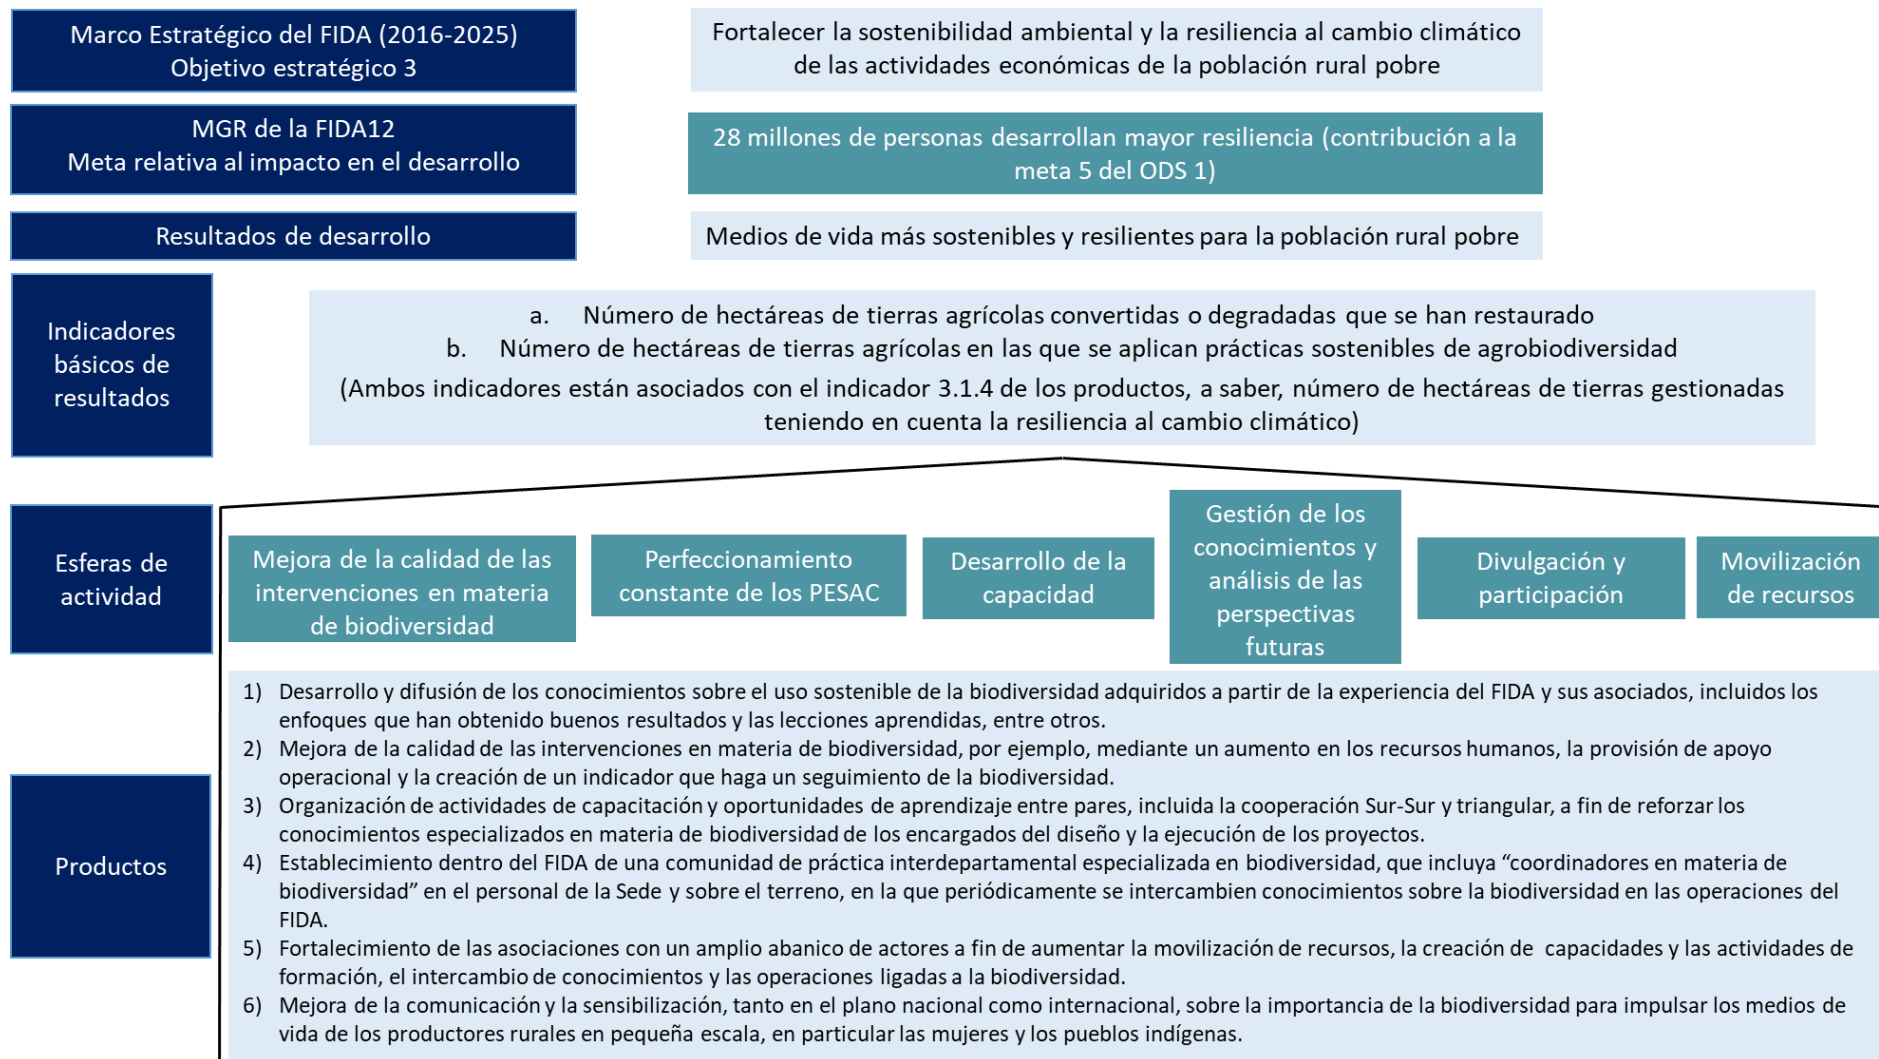 Marco Estratégico del FIDA (2016-2025)
Objetivo estratégico 3
Fortalecer la sostenibilidad ambiental y la resiliencia al cambio climático
de las actividades económicas de la población rural pobre
MGR de la FIDA12
Meta relativa al impacto en el desarrollo
28 millones de personas desarrollan mayor resiliencia (contribución a la
meta 5 del ODS 1)
Resultados de desarrollo
Medios de vida más sostenibles y resilientes para la población rural pobre
Indicadores
básicos de
resultados
a. Número de hectáreas de tierras agrícolas convertidas o degradadas que se han restaurado
b. Número de hectáreas de tierras agrícolas en las que se aplican prácticas sostenibles de agrobiodiversidad
(Ambos indicadores están asociados con el indicador 3.1.4 de los productos, a saber, número de hectáreas de tierras gestionadas
teniendo en cuenta la resiliencia al cambio climático)
Esferas de
actividad
Mejora de la calidad de las
intervenciones en materia
de biodiversidad
Perfeccionamiento
constante de los PESAC
Desarrollo de la
capacidad
Gestión de los
conocimientos y
análisis de las
perspectivas
futuras
Divulgación y
participación
Movilización
de recursos
Productos
1) Desarrollo y difusión de los conocimientos sobre el uso sostenible de la biodiversidad adquiridos a partir de la experiencia del FIDA y sus asociados, incluidos los
enfoques que han obtenido buenos resultados y las lecciones aprendidas, entre otros.
2) Mejora de la calidad de las intervenciones en materia de biodiversidad, por ejemplo, mediante un aumento en los recursos humanos, la provisión de apoyo
operacional y la creación de un indicador que haga un seguimiento de la biodiversidad.
3) Organización de actividades de capacitación y oportunidades de aprendizaje entre pares, incluida la cooperación Sur-Sur y triangular, a fin de reforzar los
conocimientos especializados en materia de biodiversidad de los encargados del diseño y la ejecución de los proyectos.
4) Establecimiento dentro del FIDA de una comunidad de práctica interdepartamental especializada en biodiversidad, que incluya “coordinadores en materia de
biodiversidad” en el personal de la Sede y sobre el terreno, en la que periódicamente se intercambien conocimientos sobre la biodiversidad en las operaciones del
FIDA.
5) Fortalecimiento de las asociaciones con un amplio abanico de actores a fin de aumentar la movilización de recursos, la creación de capacidades y las actividades de
formación, el intercambio de conocimientos y las operaciones ligadas a la biodiversidad.
6) Mejora de la comunicación y la sensibilización, tanto en el plano nacional como internacional, sobre la importancia de la biodiversidad para impulsar los medios de
vida de los productores rurales en pequeña escala, en particular las mujeres y los pueblos indígenas.